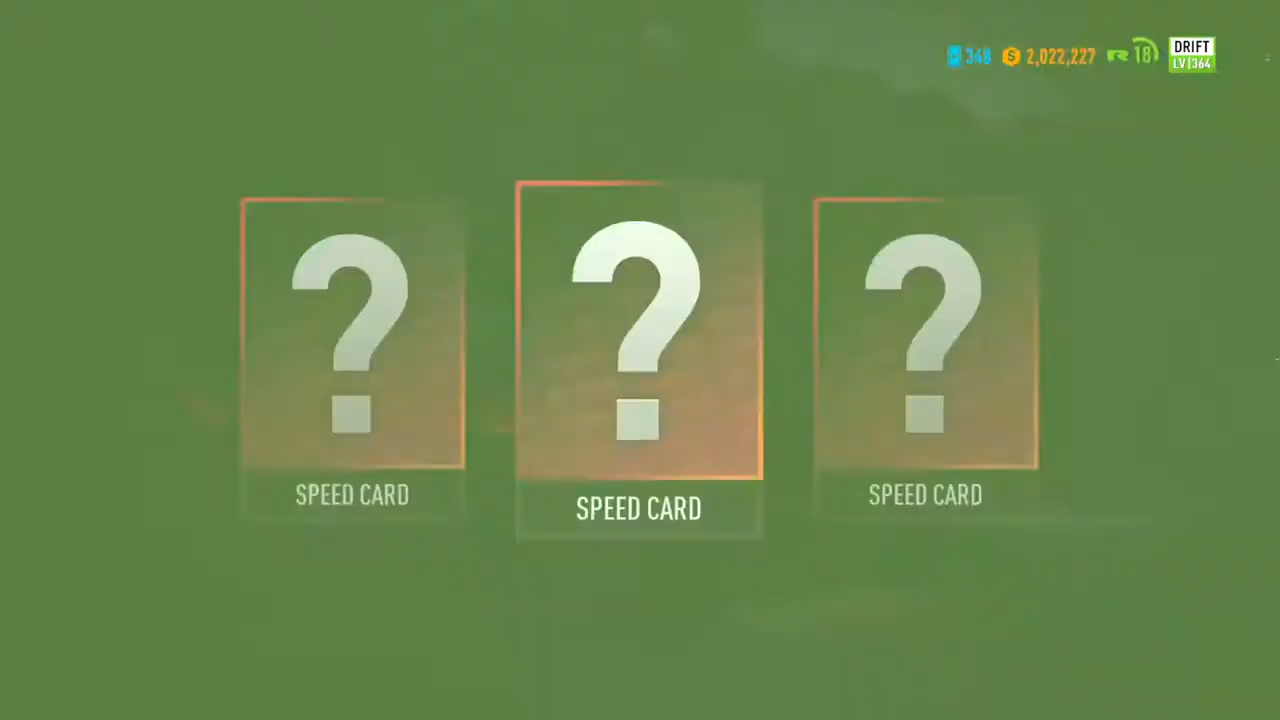 348 2,022,227 R 18 DRIFT
LV|364
?
?
?
SPEED CARD
SPEED CARD
SPEED CARD